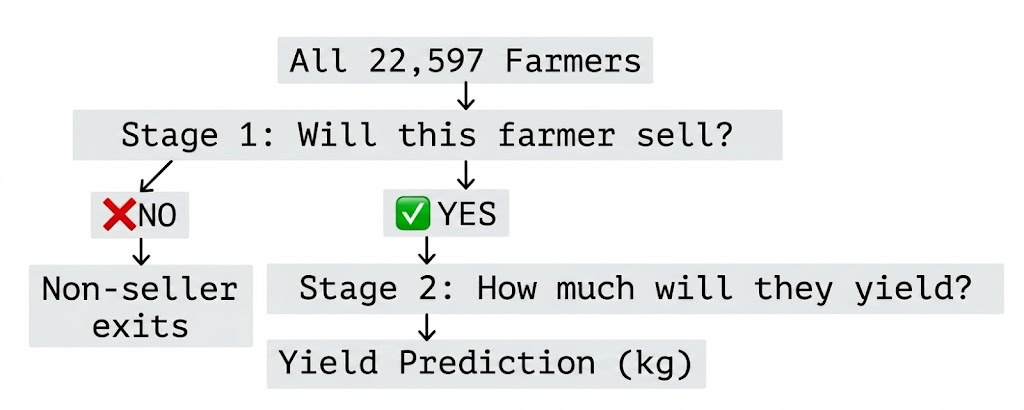 All 22,597 Farmers
Stage 1: Will this farmer sell?
❌NO
✅YES
Non-seller
exits
Stage 2: How much will they yield?
Yield Prediction (kg)